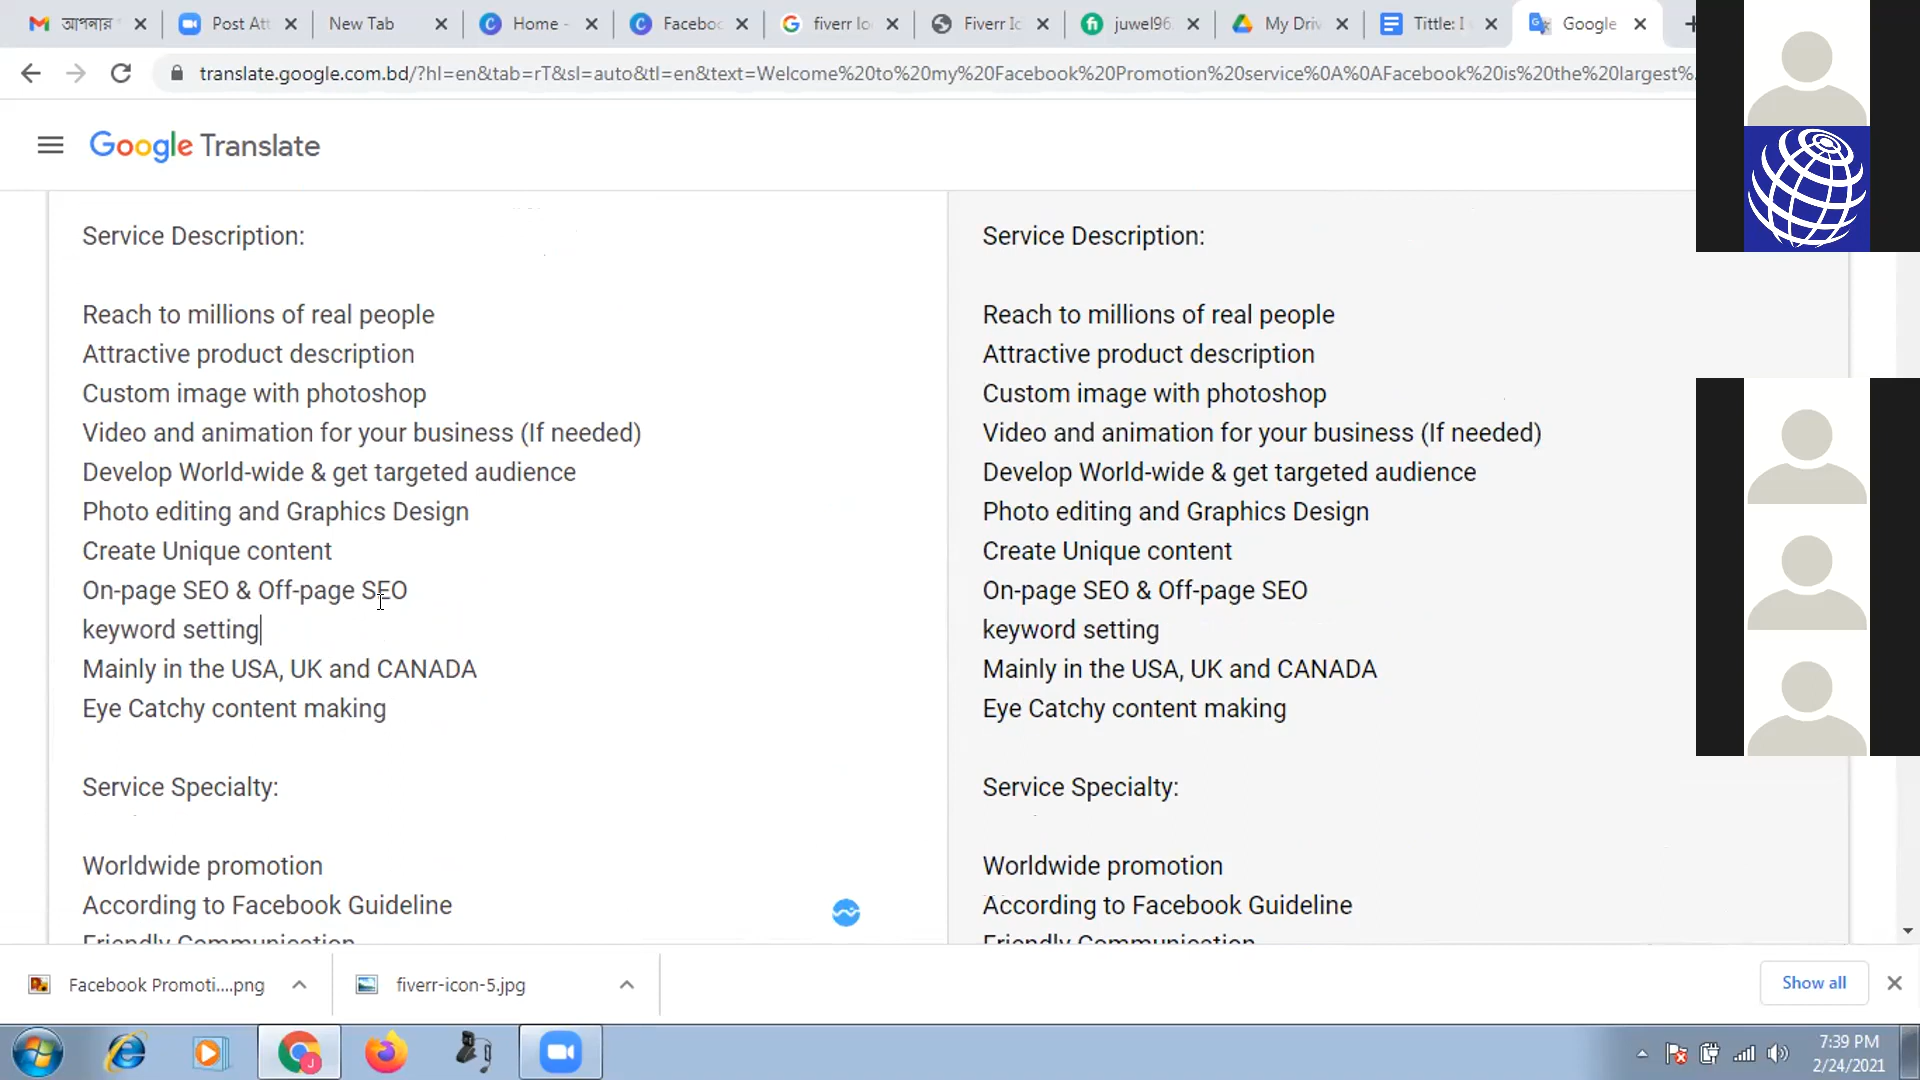 আপনার
Post Att
New Tab
Home -
Faceboo
fiverr lo
Fiverr Ic
juwel96
My Driv
Tittle: I
Google
translate.google.com.bd/?hl=en&tab=rT&sl=auto&tl=en&text=Welcome%20to%20my%20Facebook%20Promotion%20service%0A%0AFacebook%20is%20the%20largest%
Google Translate
Service Description:
Reach to millions of real people
Attractive product description
Custom image with photoshop
Video and animation for your business (If needed)
Develop World-wide & get targeted audience
Photo editing and Graphics Design
Create Unique content
On-page SEO & Off-page SEO
keyword setting
Mainly in the USA, UK and CANADA
Eye Catchy content making
Service Specialty:
Worldwide promotion
According to Facebook Guideline
Friendly Communication
Service Description:
Reach to millions of real people
Attractive product description
Custom image with photoshop
Video and animation for your business (If needed)
Develop World-wide & get targeted audience
Photo editing and Graphics Design
Create Unique content
On-page SEO & Off-page SEO
keyword setting
Mainly in the USA, UK and CANADA
Eye Catchy content making
Service Specialty:
Worldwide promotion
According to Facebook Guideline
Friendly Communication
Facebook Promoti....png
fiverr-icon-5.jpg
Show all
7:39 PM
2/24/2021